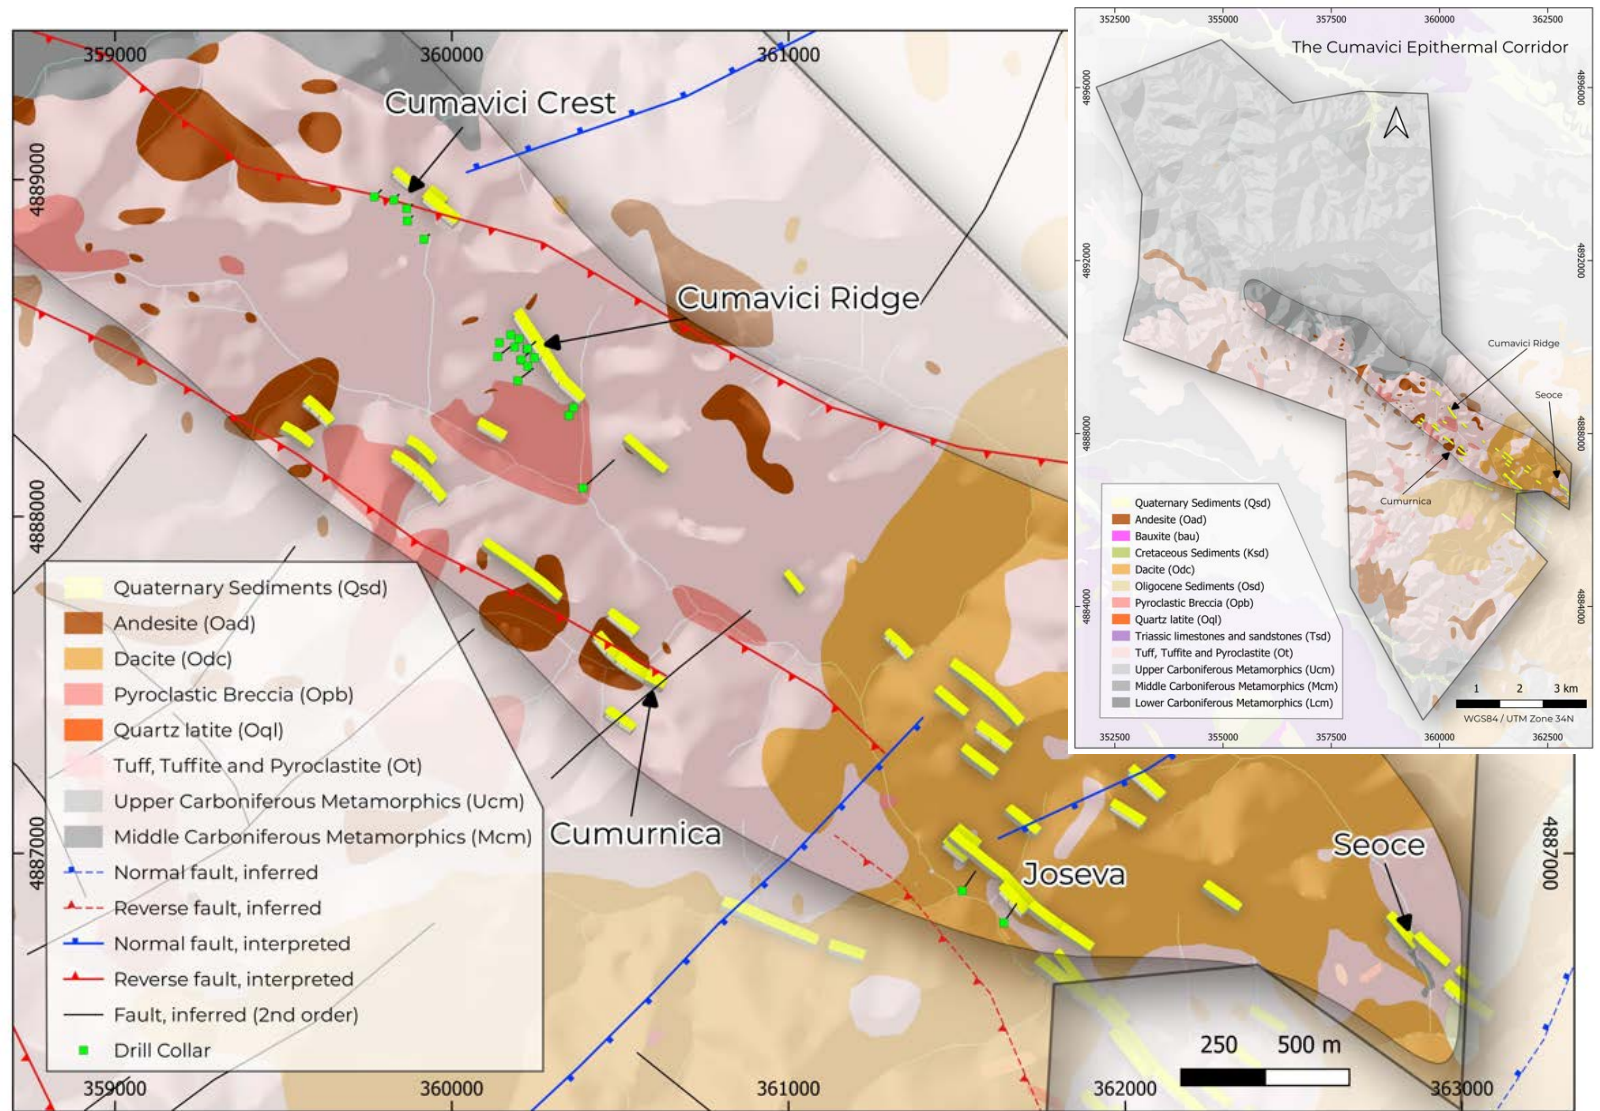 359000
360000
361000
4889000
4888000
4887000
Cumavici Crest
Cumavici Ridge
Cumurnica
Joseva
Seoce
4887000
Quaternary Sediments (Qsd)
Andesite (Oad)
Dacite (Odc)
Pyroclastic Breccia (Opb)
Quartz latite (Oql)
Tuff, Tuffite and Pyroclastite (Ot)
Upper Carboniferous Metamorphics (Ucm)
Middle Carboniferous Metamorphics (Mcm)
Normal fault, inferred
Reverse fault, inferred
Normal fault, interpreted
Reverse fault, interpreted
Fault, inferred (2nd order)
Drill Collar
250 500 m
359000
360000
361000
362000
363000
352500
355000
357500
360000
362500
The Cumavici Epithermal Corridor
4896000
4896000
4892000
4892000
Cumavici Ridge
Seoce
4888000
4888000
Cumurnica
4884000
4884000
Quaternary Sediments (Qsd)
Andesite (Oad)
Bauxite (bau)
Cretaceous Sediments (Ksd)
Dacite (Odc)
Oligocene Sediments (Osd)
Pyroclastic Breccia (Opb)
Quartz latite (Oql)
Triassic limestones and sandstones (Tsd)
Tuff, Tuffite and Pyroclastite (Ot)
Upper Carboniferous Metamorphics (Ucm)
Middle Carboniferous Metamorphics (Mcm)
Lower Carboniferous Metamorphics (Lcm)
1 2 3 km
WGS84 / UTM Zone 34N
352500
355000
357500
360000
362500